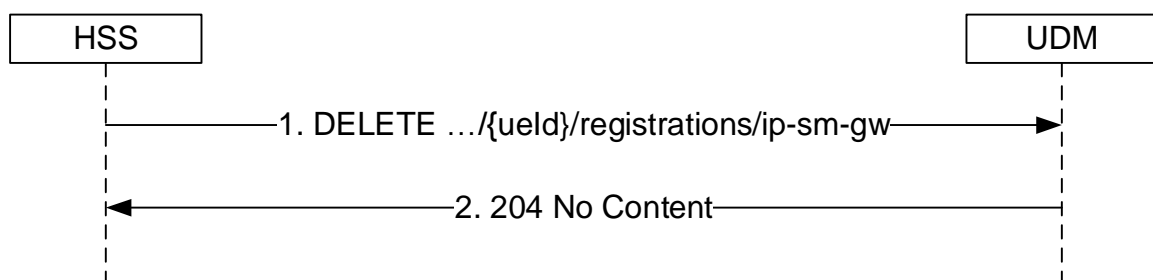 HSS
UDM
1. DELETE …/{ueId}/registrations/ip-sm-gw
2. 204 No Content